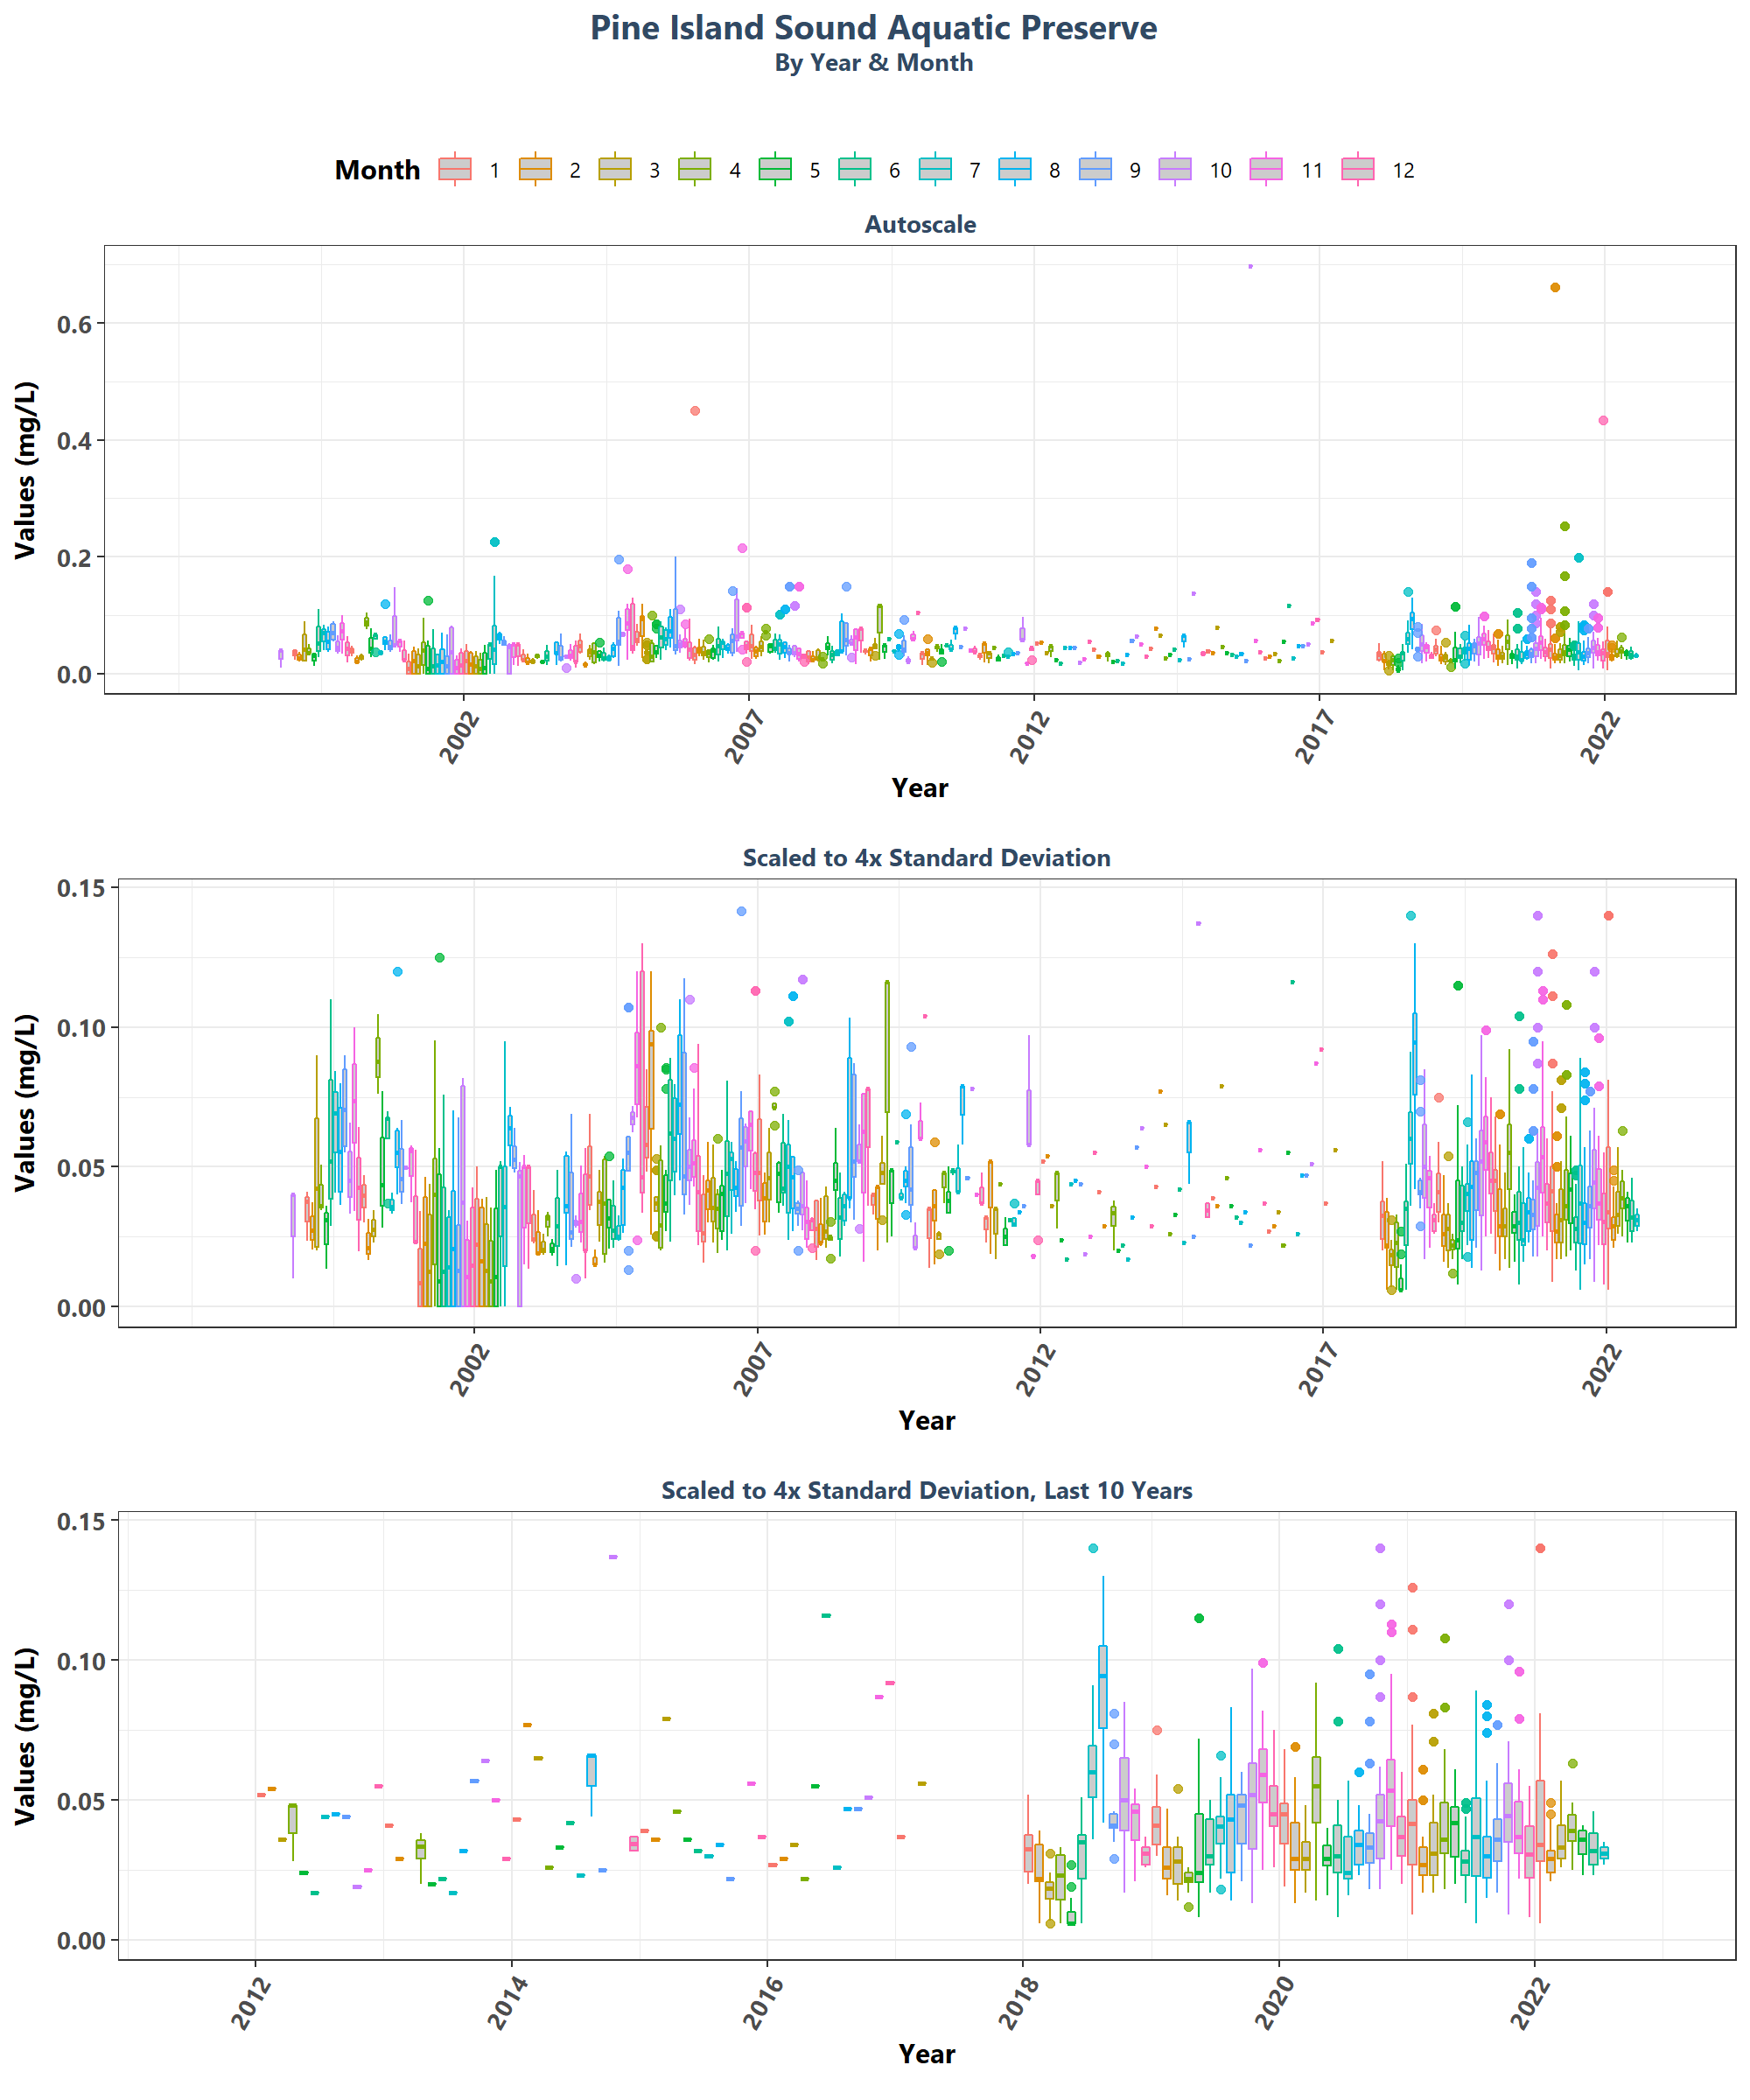 Pine Island Sound Aquatic Preserve
By Year & Month
Month 1 2 3 4 5 6 7 8 9 10 11 12
Autoscale
Values (mg/L)
0.6
0.4
0.2
0.0
2002 2007 2012 2017 2022
Year
Scaled to 4x Standard Deviation
Values (mg/L)
0.15
0.10
0.05
0.00
2002 2007 2012 2017 2022
Year
Scaled to 4x Standard Deviation, Last 10 Years
Values (mg/L)
0.15
0.10
0.05
0.00
2012 2014 2016 2018 2020 2022
Year